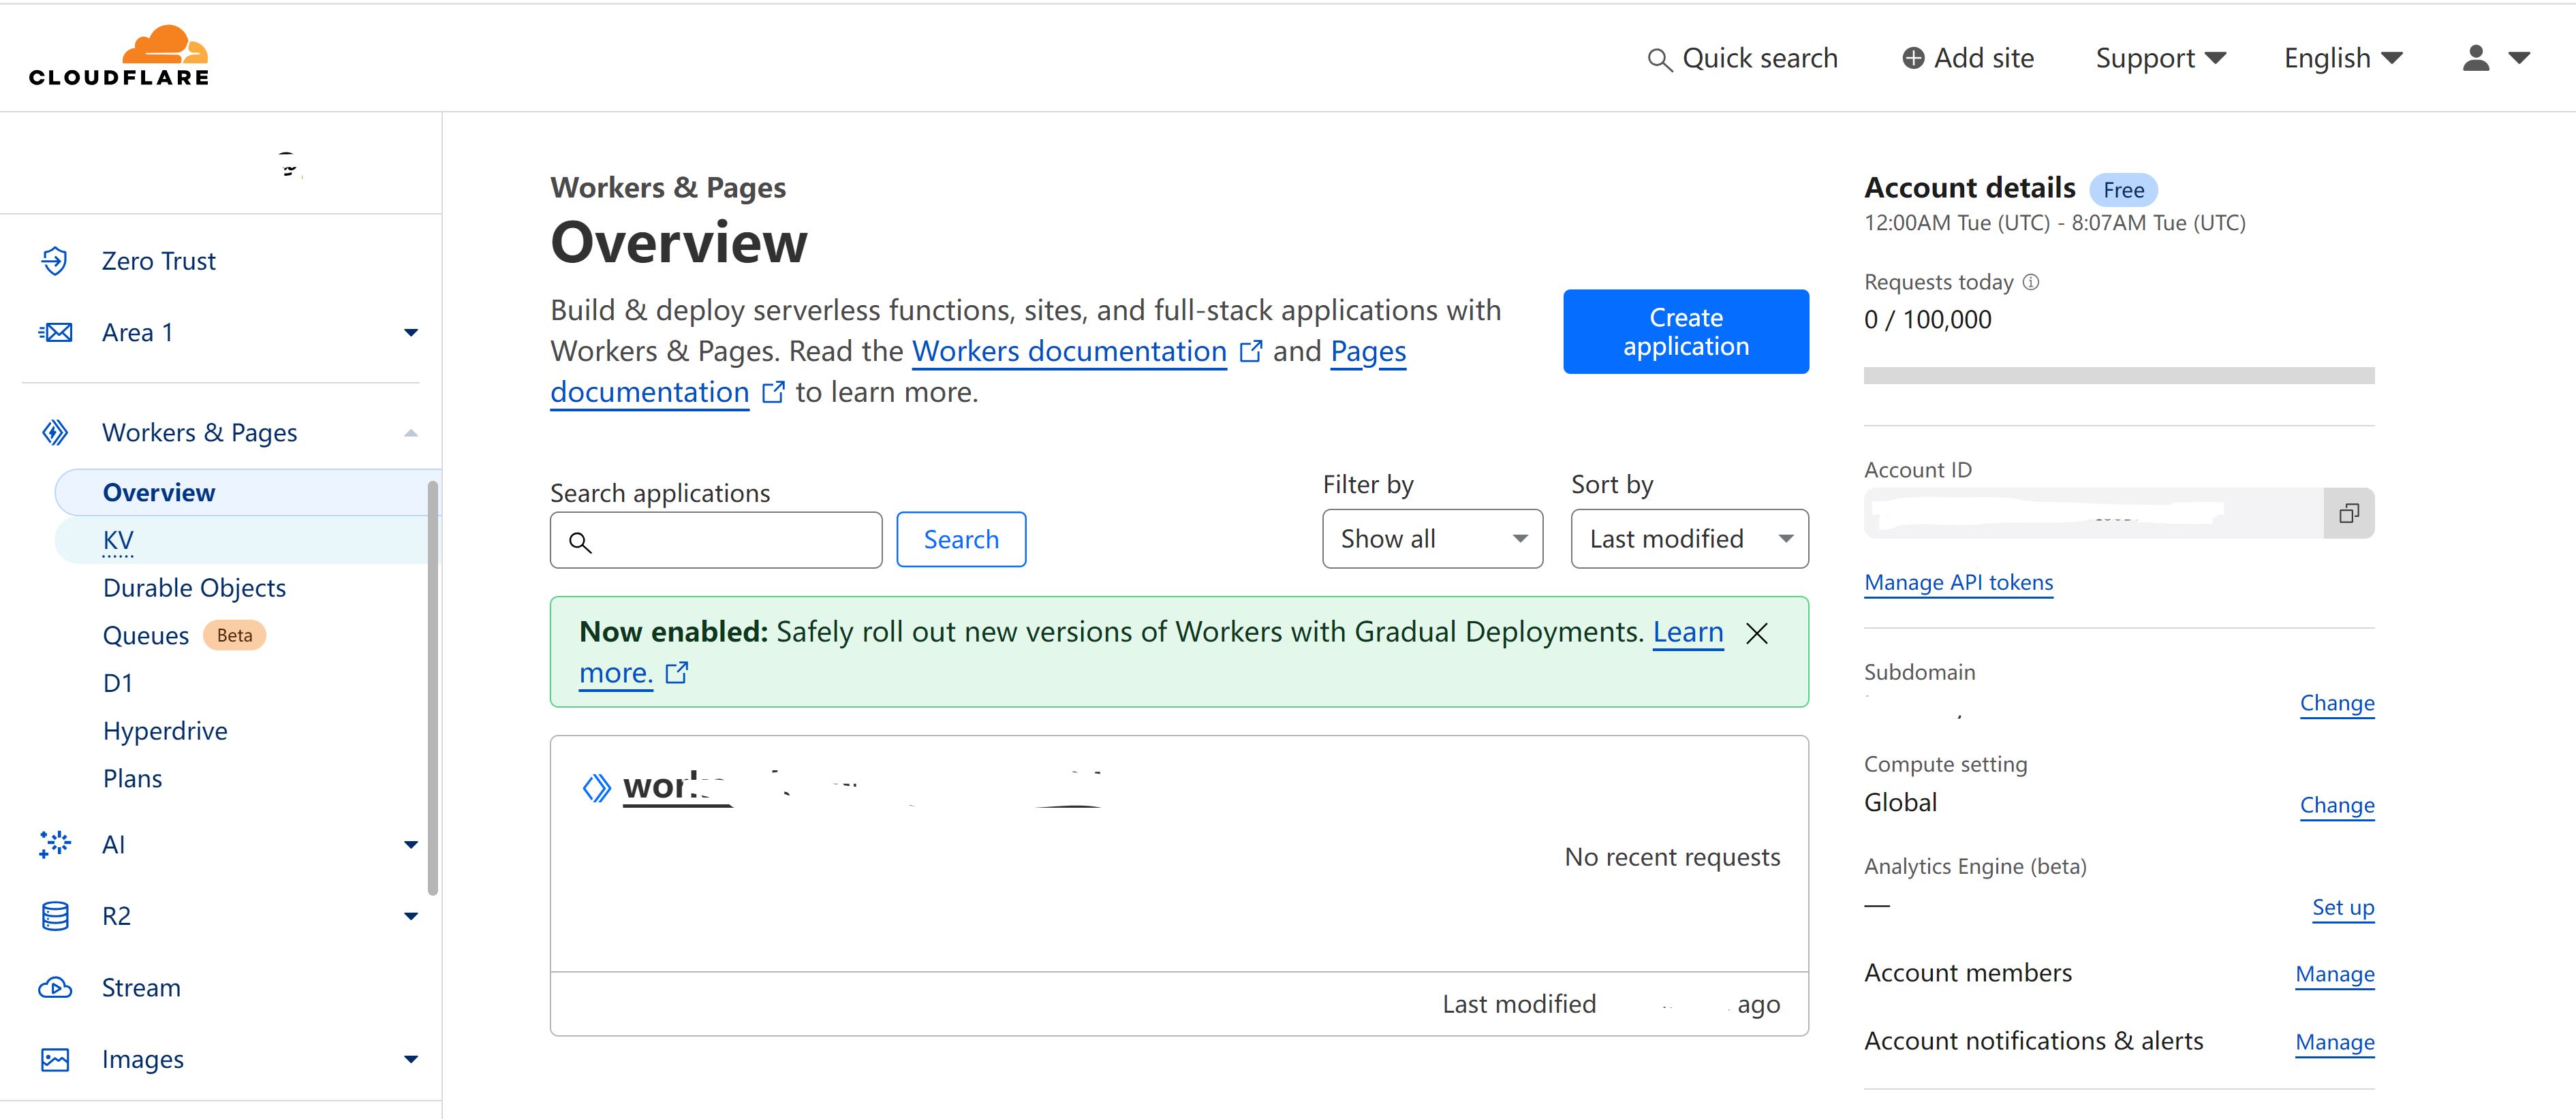 CLOUDFLARE
Quick search
Add site
Support
English
Zero Trust
Area 1
Workers & Pages
Overview
KV
Durable Objects
Queues Beta
D1
Hyperdrive
Plans
AI
R2
Stream
Images
Workers & Pages
Overview
Build & deploy serverless functions, sites, and full-stack applications with
Workers & Pages. Read the Workers documentation and Pages
documentation to learn more.
Create
application
Search applications
Search
Filter by
Show all
Sort by
Last modified
Now enabled: Safely roll out new versions of Workers with Gradual Deployments. Learn
more.
No recent requests
Last modified ago
Account details Free
12:00AM Tue (UTC) - 8:07AM Tue (UTC)
Requests today
0 / 100,000
Account ID
Manage API tokens
Subdomain
Change
Compute setting
Global Change
Analytics Engine (beta)
— Set up
Account members Manage
Account notifications & alerts Manage